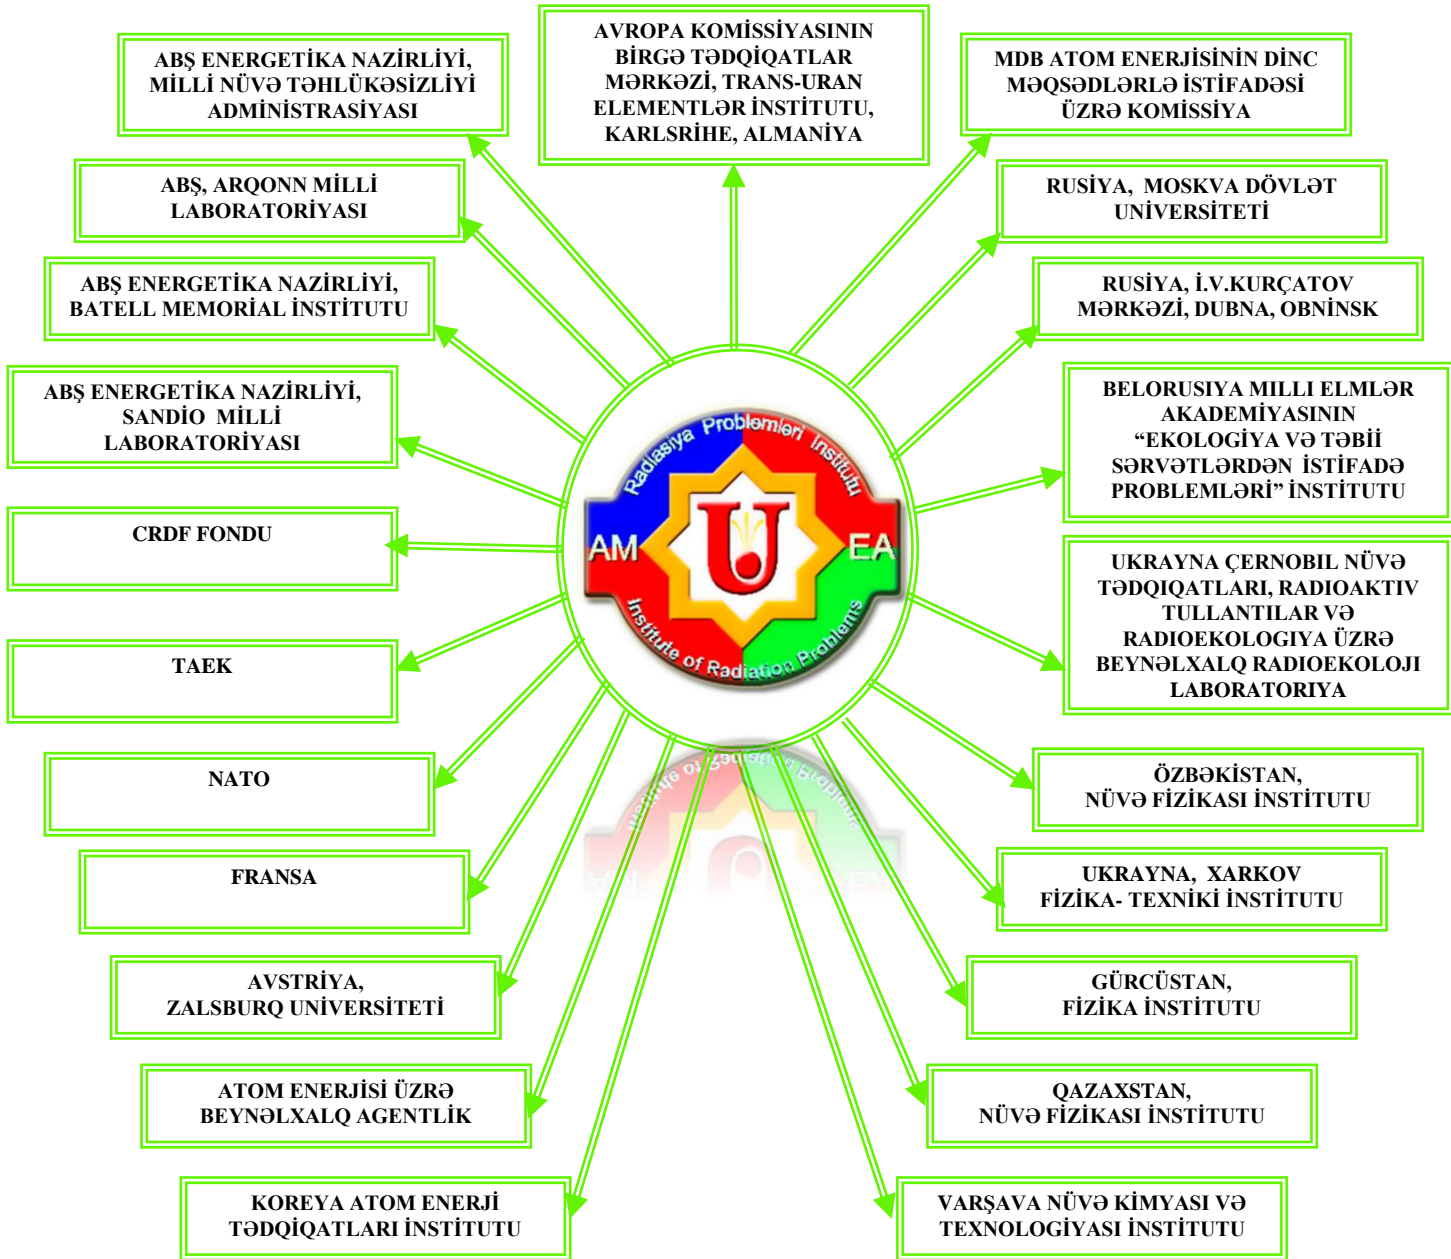 AVROPA KOMİSSİYASININ
BİRGƏ TƏDQİQATLAR
MƏRKƏZİ, TRANS-URAN
ELEMENTLƏR İNSTİTUTU,
KARLSRİHE, ALMANİYA
ABŞ ENERGETİKA NAZİRLİYİ,
MİLLİ NÜVƏ TƏHLÜKƏSİZLİYİ
ADMİNİSTRASİYASI
MDB ATOM ENERJİSİNİN DİNC
MƏQSƏDLƏRLƏ İSTİFADƏSİ
ÜZRƏ KOMİSSİYA
ABŞ, ARQONN MİLLİ
LABORATORİYASI
RUSİYA, MOSKVA DÖVLƏT
UNİVERSİTETİ
ABŞ ENERGETİKA NAZİRLİYİ,
BATELL MEMORİAL İNSTİTUTU
RUSİYA, İ.V.KURÇATOV
MƏRKƏZİ, DUBNA, OBNİNSK
ABŞ ENERGETİKA NAZİRLİYİ,
SANDİO MİLLİ
LABORATORİYASI
BELORUSIYA MILLI ELMLƏR
AKADEMİYASININ
“EKOLOGİYA VƏ TƏBİİ
SƏRVƏTLƏRDƏN İSTİFADƏ
PROBLEMLƏRİ” İNSTİTUTU
Radiasiya Problemləri Institutu
AM
U
EA
Institute of Radiation Problems
CRDF FONDU
UKRAYNA ÇERNOBIL NÜVƏ
TƏDQIQATLARI, RADIOAKTIV
TULLANTILAR VƏ
RADIOEKOLOGIYA ÜZRƏ
BEYNƏLXALQ RADIOEKOLOJI
LABORATORIYA
TAEK
NATO
ÖZBƏKİSTAN,
NÜVƏ FİZİKASI İNSTİTUTU
FRANSA
UKRAYNA, XARKOV
FİZİKA- TEXNİKİ İNSTİTUTU
AVSTRİYA,
ZALSBURQ UNİVERSİTETİ
GÜRCÜSTAN,
FİZİKA İNSTİTUTU
ATOM ENERJİSİ ÜZRƏ
BEYNƏLXALQ AGENTLİK
QAZAXSTAN,
NÜVƏ FİZİKASI İNSTİTUTU
KOREYA ATOM ENERJİ
TƏDQİQATLARI İNSTİTUTU
VARŞAVA NÜVƏ KİMYASI VƏ
TEXNOLOGİYASI İNSTİTUTU